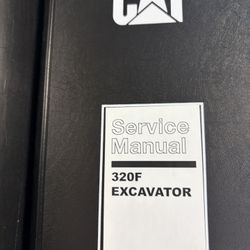 CAT
Service
Manual
320F
EXCAVATOR